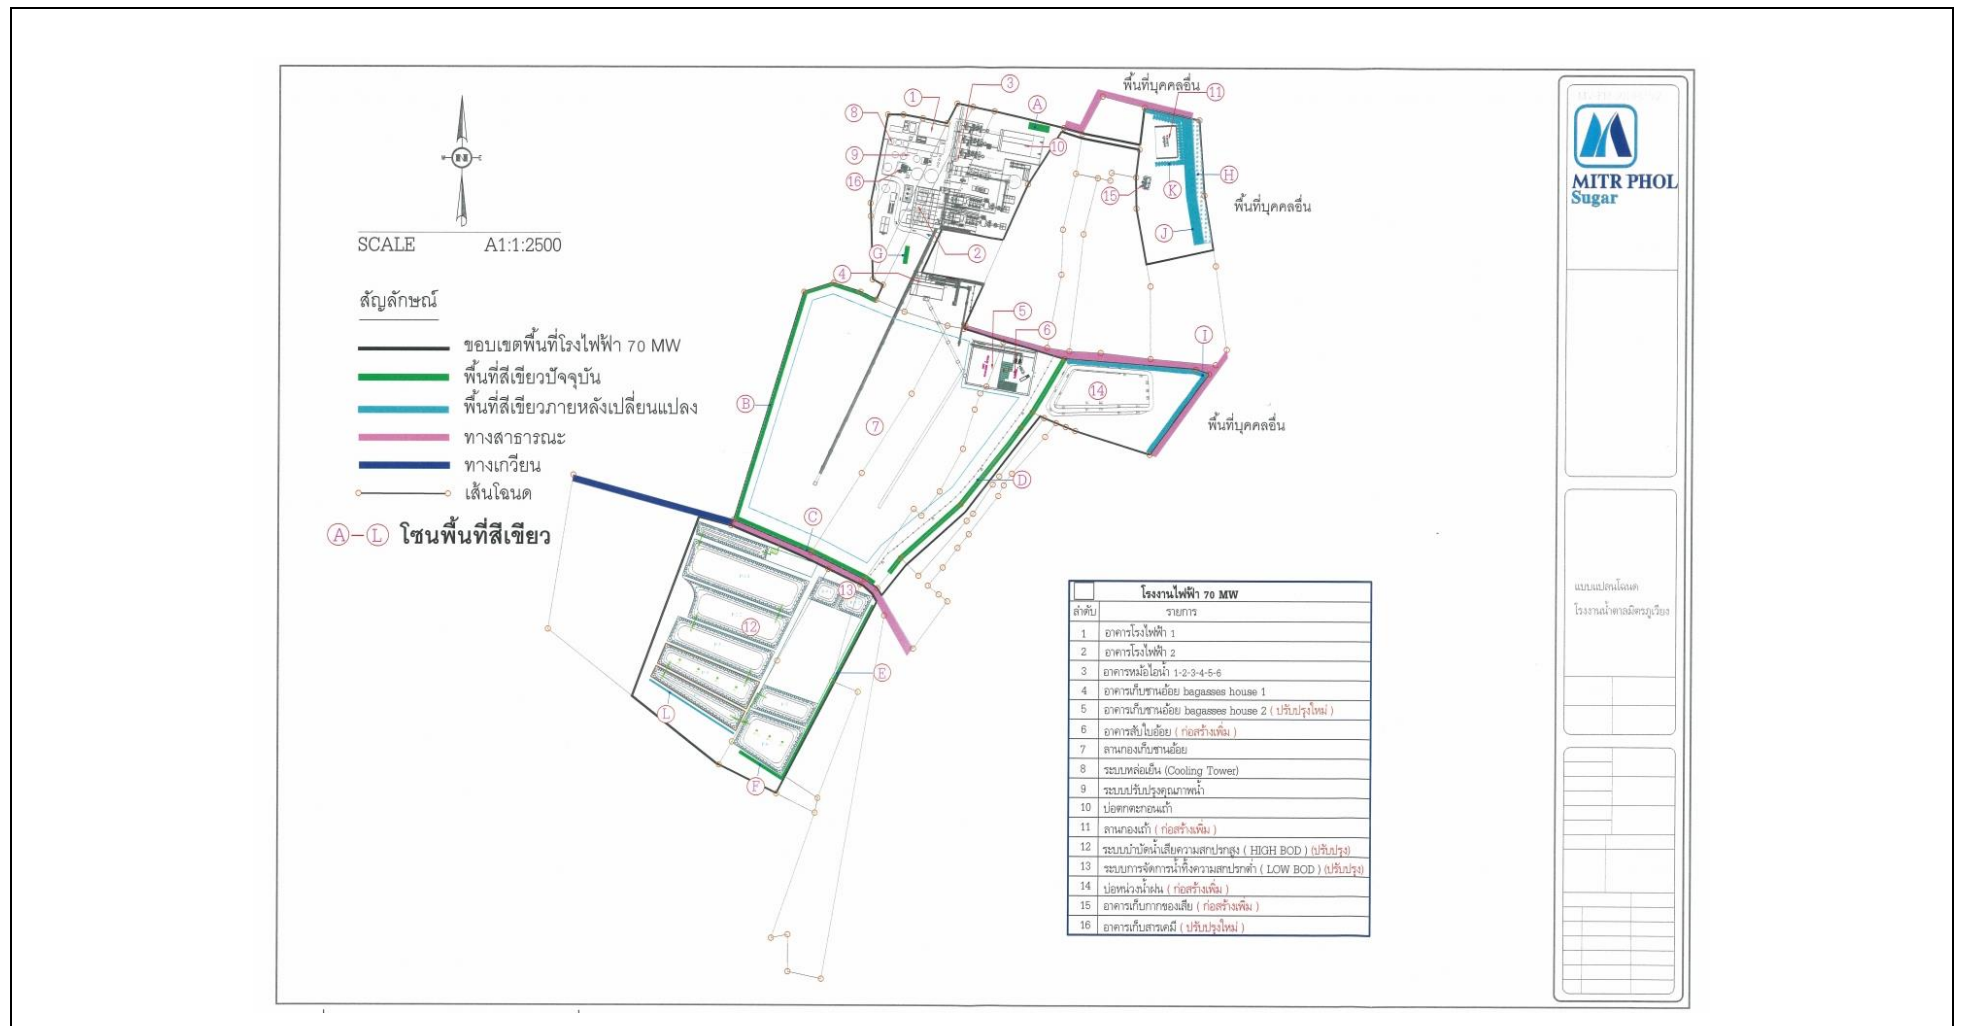 พื้นที่บุคคลอื่น
3
11
1
A
8
10
9
16
H
K
15
พื้นที่บุคคลอื่น
J
G
2
4
SCALE A1:1:2500
สัญลักษณ์
ขอบเขตพื้นที่โรงไฟฟ้า 70 MW
พื้นที่สีเขียวปัจจุบัน
พื้นที่สีเขียวภายหลังเปลี่ยนแปลง
ทางสาธารณะ
ทางเกวียน
เส้นโฉนด
A-L โซนพื้นที่สีเขียว
5
6
I
14
B
7
พื้นที่บุคคลอื่น
D
C
13
12
E
L
F
โรงงานไฟฟ้า 70 MW
ลำดับ รายการ
1 อาคารโรงไฟฟ้า 1
2 อาคารโรงไฟฟ้า 2
3 อาคารหม้อไอน้ำ 1-2-3-4-5-6
4 อาคารเก็บชานอ้อย bagasses house 1
5 อาคารเก็บชานอ้อย bagasses house 2 ( ปรับปรุงใหม่ )
6 อาคารสับใบอ้อย ( ก่อสร้างเพิ่ม )
7 ลานกองเก็บชานอ้อย
8 ระบบหล่อเย็น (Cooling Tower)
9 ระบบปรับปรุงคุณภาพน้ำ
10 บ่อตกตะกอนเถ้า
11 ลานกองเถ้า ( ก่อสร้างเพิ่ม )
12 ระบบบำบัดน้ำเสียความสกปรกสูง ( HIGH BOD ) (ปรับปรุง)
13 ระบบการจัดการน้ำทิ้งความสกปรกต่ำ ( LOW BOD ) (ปรับปรุง)
14 บ่อหน่วงน้ำฝน ( ก่อสร้างเพิ่ม )
15 อาคารเก็บกากของเสีย ( ก่อสร้างเพิ่ม )
16 อาคารเก็บสารเคมี ( ปรับปรุงใหม่ )
MITR PHOL
Sugar
แบบแปลนโฉนด
โรงงานน้ำตาลมิตรภูเวียง